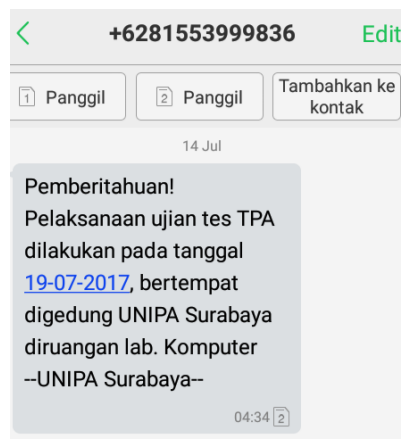 +6281553999836
Edit
1 Panggil
2 Panggil
Tambahkan ke
kontak
14 Jul
Pemberitahuan!
Pelaksanaan ujian tes TPA
dilakukan pada tanggal
19-07-2017, bertempat
digedung UNIPA Surabaya
diruangan lab. Komputer
--UNIPA Surabaya--
04:34 2